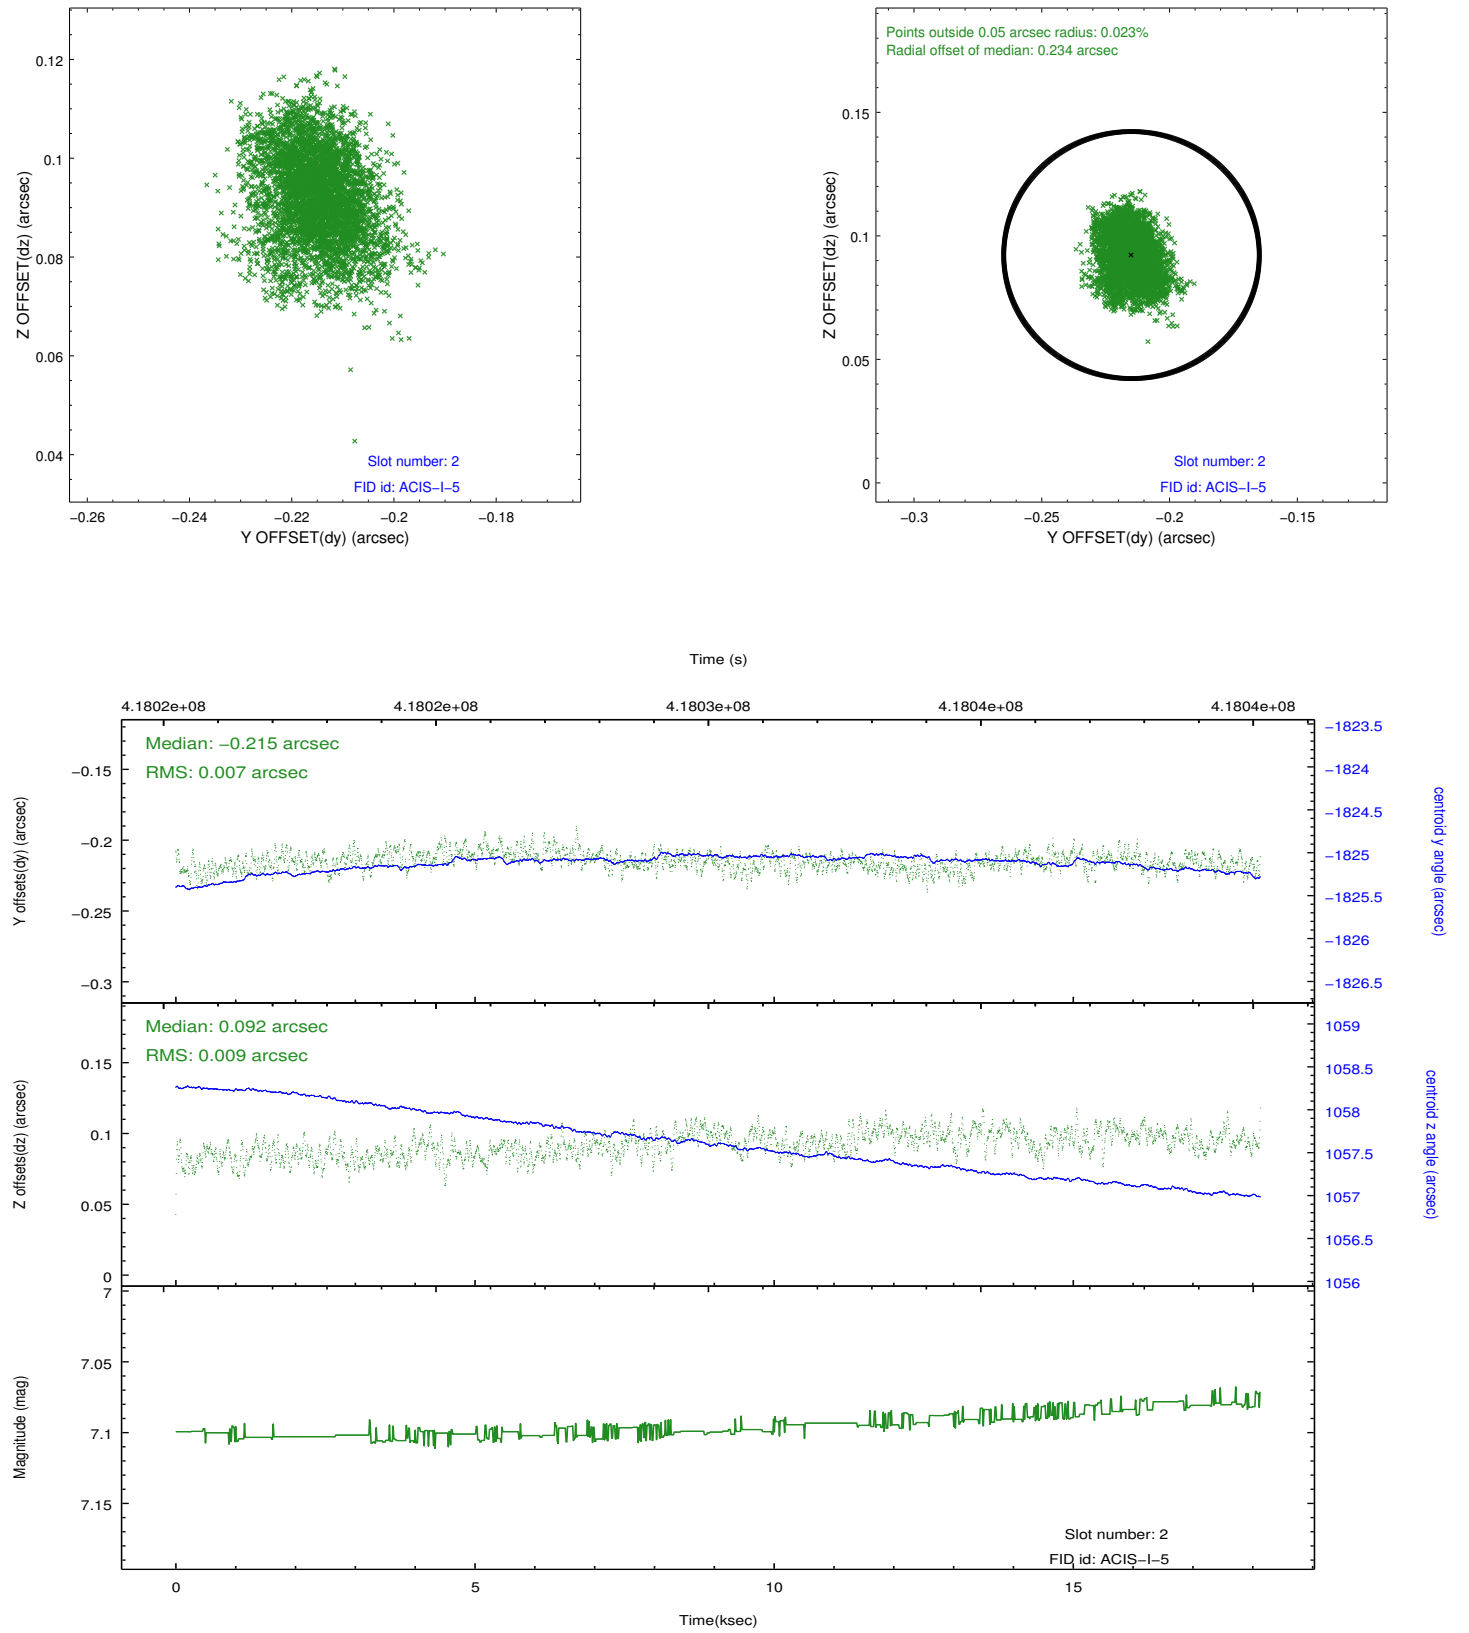 0.12
0.1
0.08
0.06
0.04
Z OFFSET(dz) (arcsec)
Slot number: 2
FID id: ACIS−I−5
−0.26 −0.24 −0.22 −0.2 −0.18
Y OFFSET(dy) (arcsec)
Points outside 0.05 arcsec radius: 0.023%
Radial offset of median: 0.234 arcsec
0.15
0.1
0.05
0
Z OFFSET(dz) (arcsec)
Slot number: 2
FID id: ACIS−I−5
−0.3 −0.25 −0.2 −0.15
Y OFFSET(dy) (arcsec)
Time (s)
4.1802e+08 4.1802e+08 4.1803e+08 4.1804e+08 4.1804e+08
Median: −0.215 arcsec
RMS: 0.007 arcsec
−0.15
−0.2
−0.25
−0.3
Y offsets(dy) (arcsec)
−1823.5
−1824
−1824.5
−1825
−1825.5
−1826
−1826.5
centroid y angle (arcsec)
Median: 0.092 arcsec
RMS: 0.009 arcsec
0.15
0.1
0.05
0
Z offsets(dz) (arcsec)
1059
1058.5
1058
1057.5
1057
1056.5
1056
centroid z angle (arcsec)
7
7.05
7.1
7.15
Magnitude (mag)
Slot number: 2
FID id: ACIS−I−5
0 5 10 15
Time(ksec)